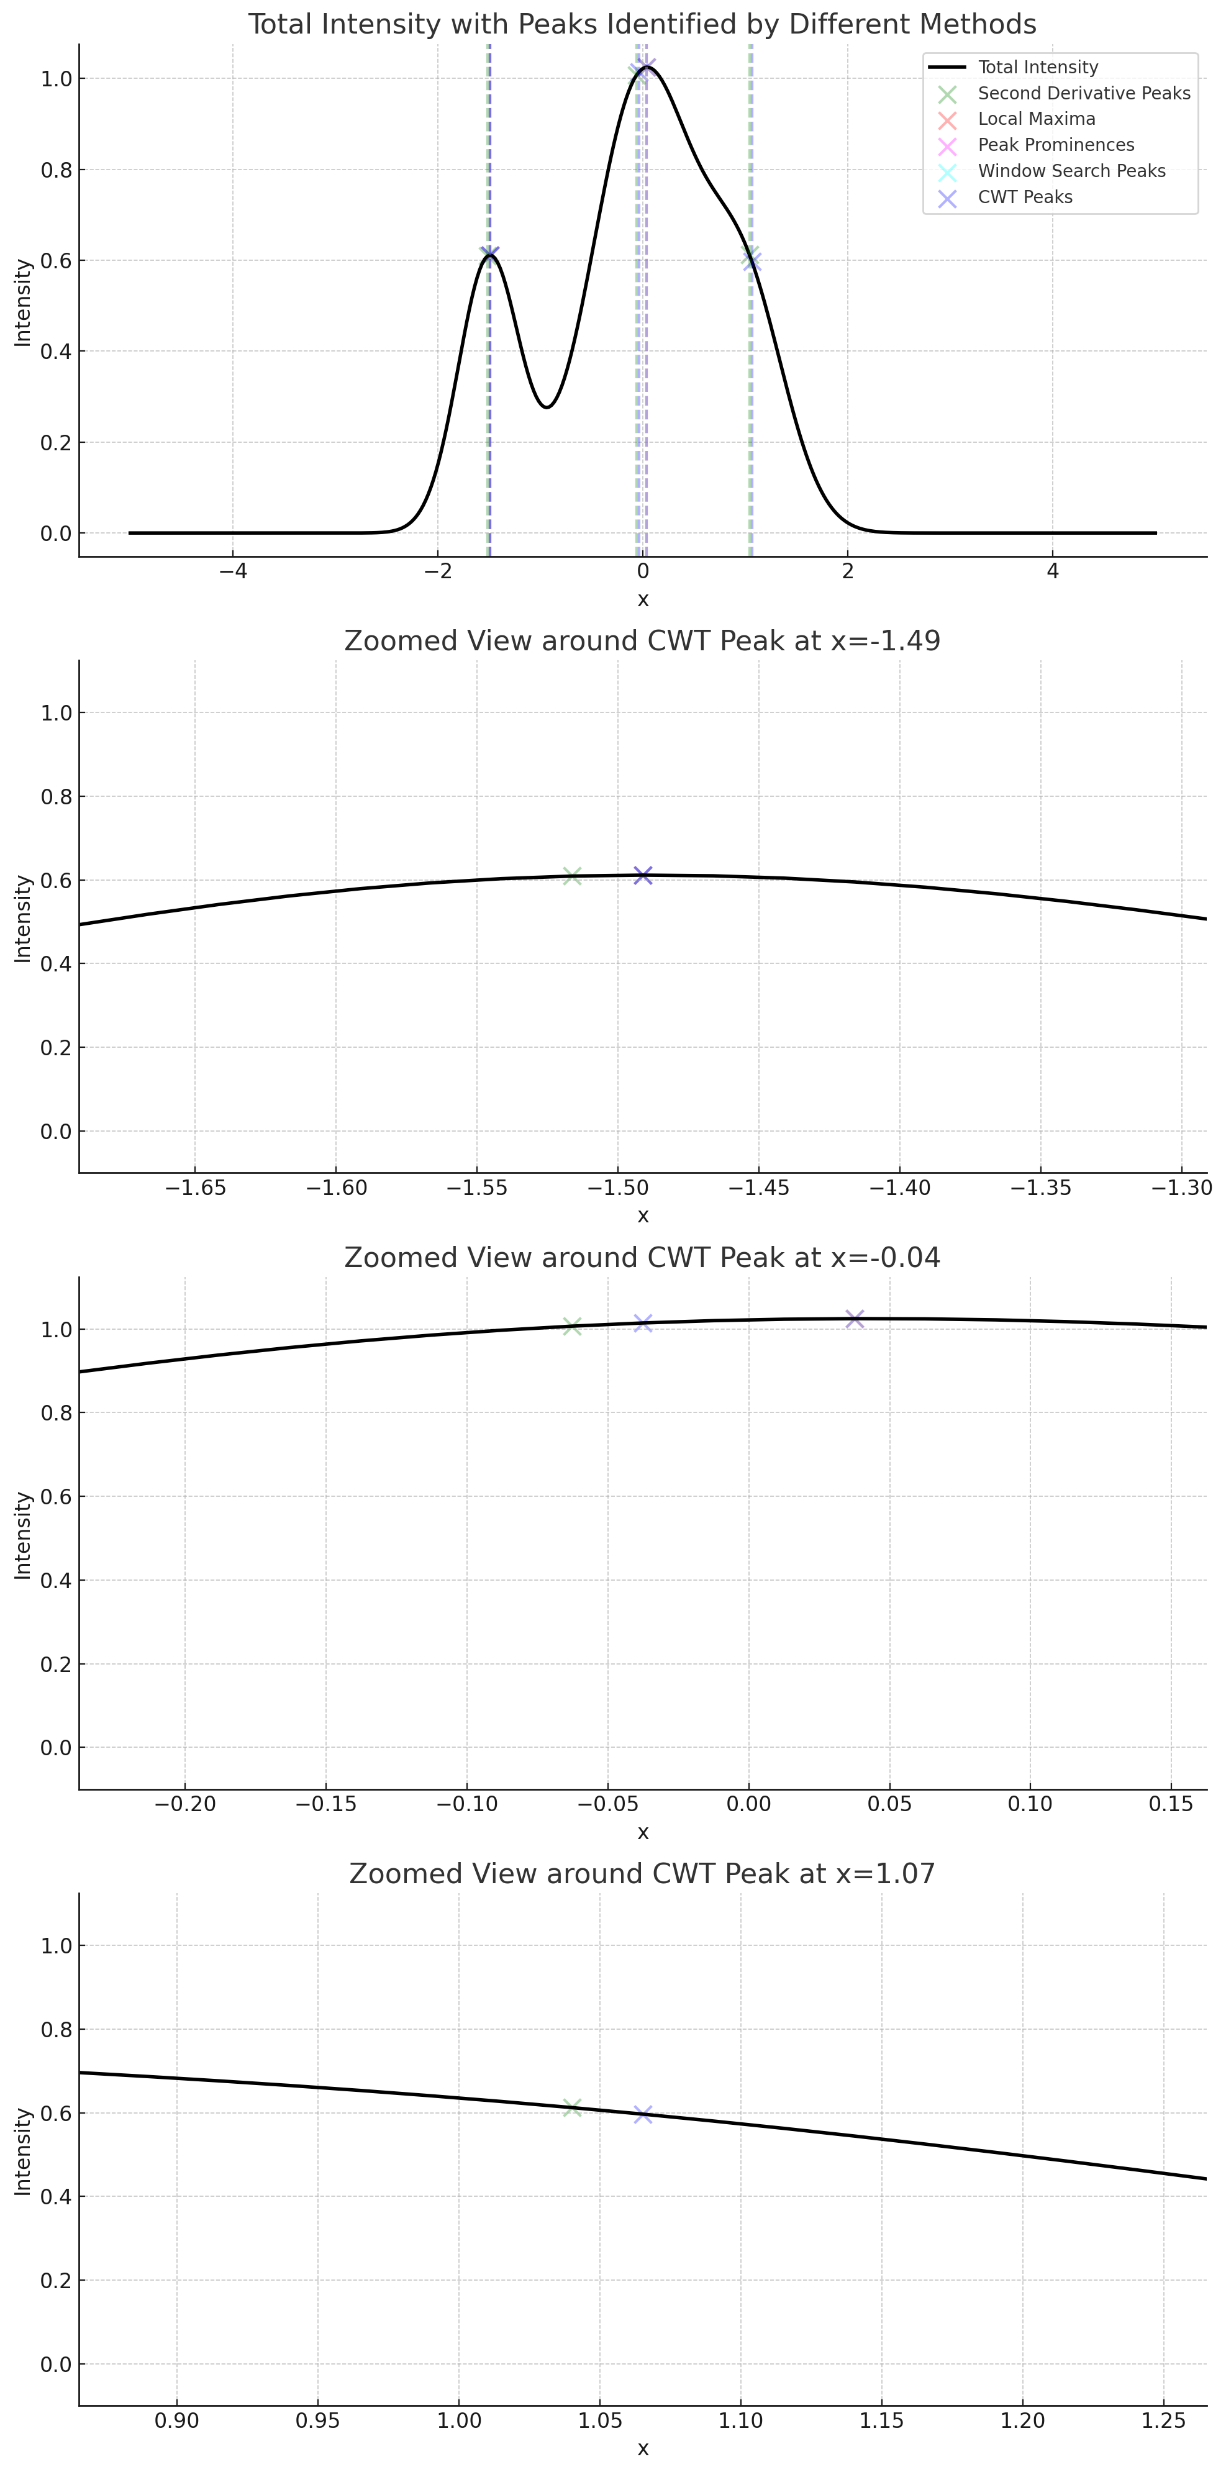 Total Intensity with Peaks Identified by Different Methods
1.0
0.8
0.6
0.4
0.2
0.0
Intensity
Total Intensity
Second Derivative Peaks
Local Maxima
Peak Prominences
Window Search Peaks
CWT Peaks
−4 −2 0 2 4
x
Zoomed View around CWT Peak at x=-1.49
1.0
0.8
0.6
0.4
0.2
0.0
Intensity
−1.65 −1.60 −1.55 −1.50 −1.45 −1.40 −1.35 −1.30
x
Zoomed View around CWT Peak at x=-0.04
1.0
0.8
0.6
0.4
0.2
0.0
Intensity
−0.20 −0.15 −0.10 −0.05 0.00 0.05 0.10 0.15
x
Zoomed View around CWT Peak at x=1.07
1.0
0.8
0.6
0.4
0.2
0.0
Intensity
0.90 0.95 1.00 1.05 1.10 1.15 1.20 1.25
x